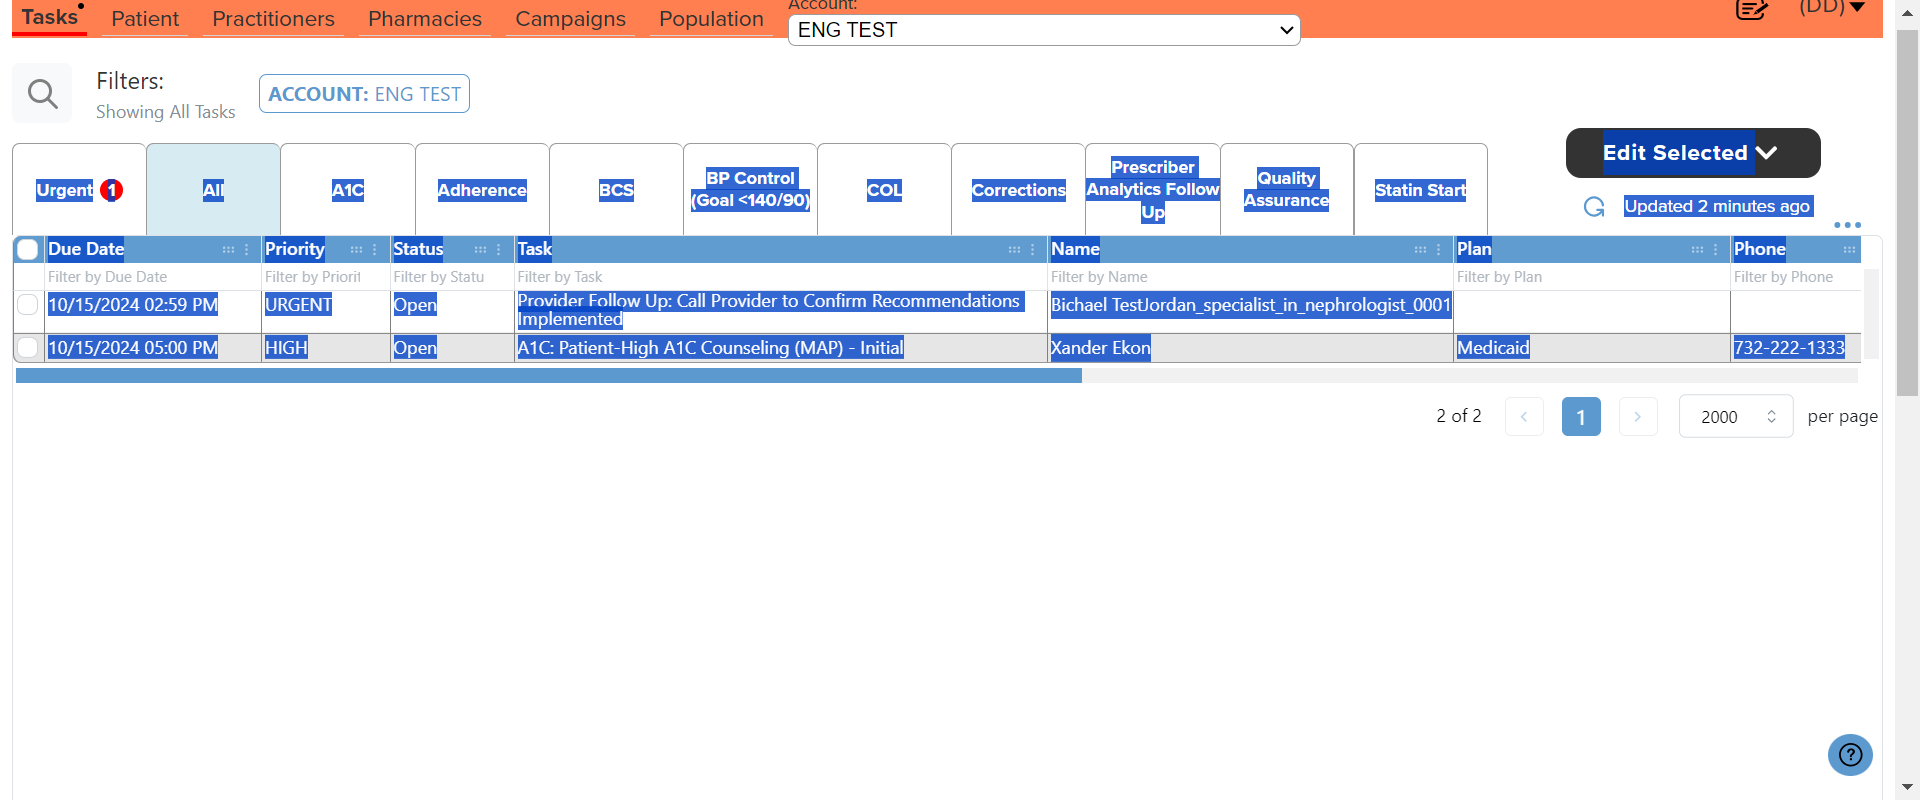 Tasks Patient Practitioners Pharmacies Campaigns Population Account: (DD)
ENG TEST
Filters:
Showing All Tasks
ACCOUNT: ENG TEST
Urgent 1
All
A1C
Adherence
BCS
BP Control
(Goal <140/90)
COL
Corrections
Prescriber
Analytics Follow
Up
Quality
Assurance
Statin Start
Edit Selected
Updated 2 minutes ago
Due Date Priority Status Task Name Plan Phone
Filter by Due Date Filter by Priorit Filter by Statu Filter by Task Filter by Name Filter by Plan Filter by Phone
10/15/2024 02:59 PM URGENT Open Provider Follow Up: Call Provider to Confirm Recommendations
Implemented
Bichael TestJordan_specialist_in_nephrologist_0001
10/15/2024 05:00 PM HIGH Open A1C: Patient-High A1C Counseling (MAP) - Initial Xander Ekon Medicaid 732-222-1333
2 of 2 1 2000 per page